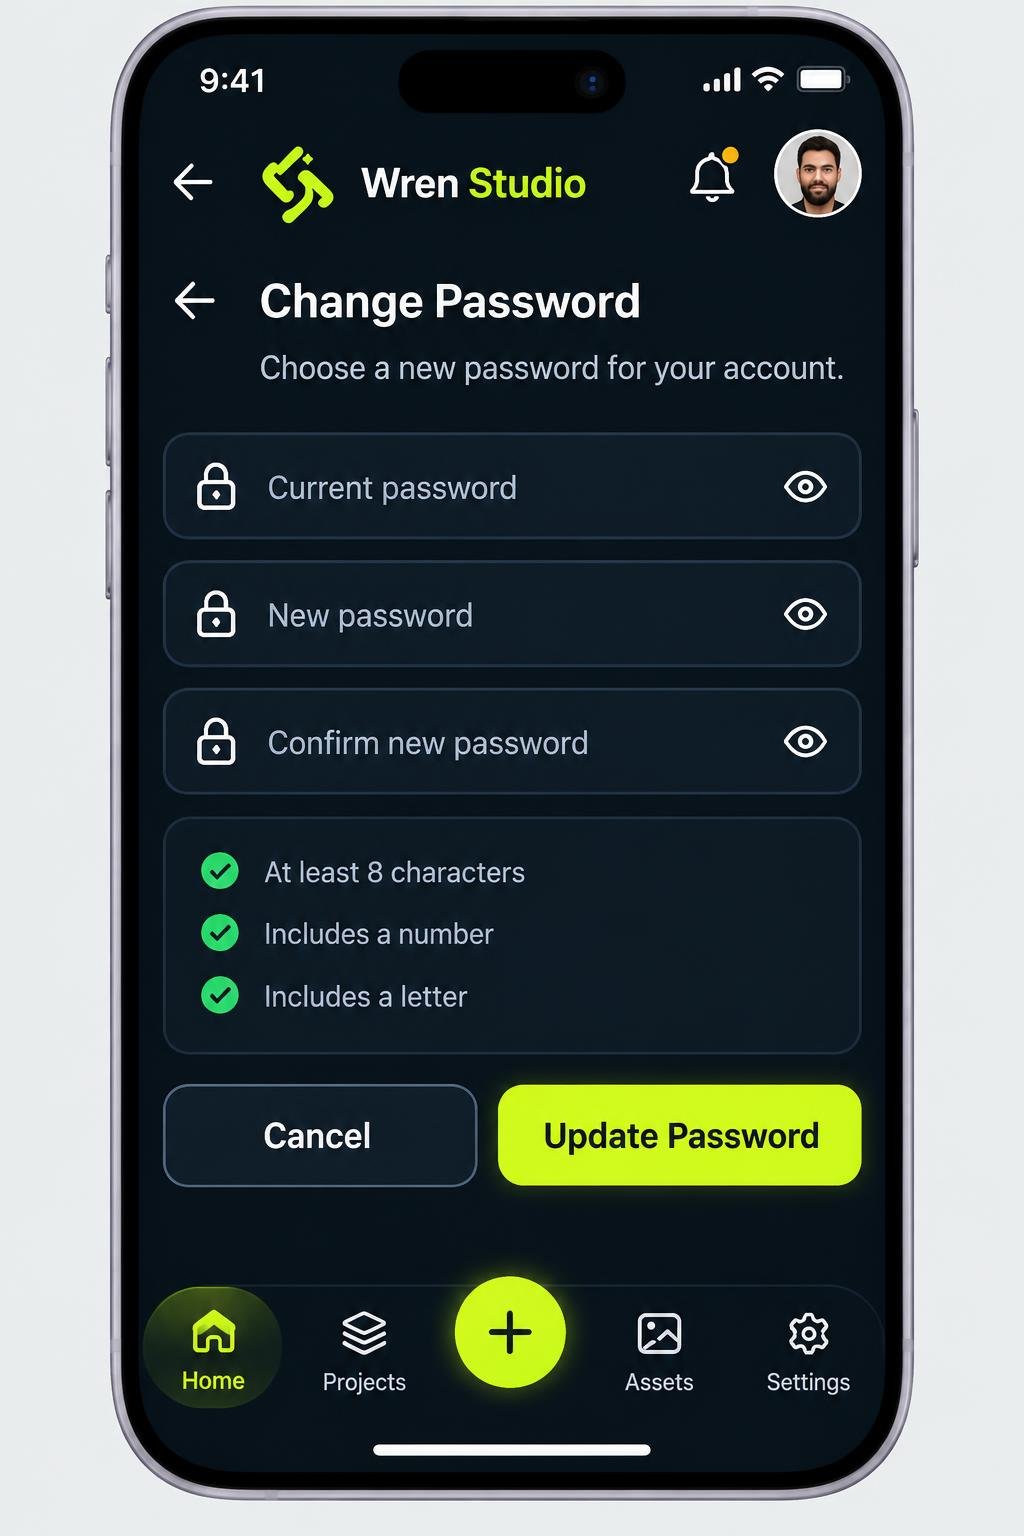 9:41
Wren Studio
Change Password
Choose a new password for your account.
Current password
New password
Confirm new password
At least 8 characters
Includes a number
Includes a letter
Cancel
Update Password
Home
Projects
Assets
Settings